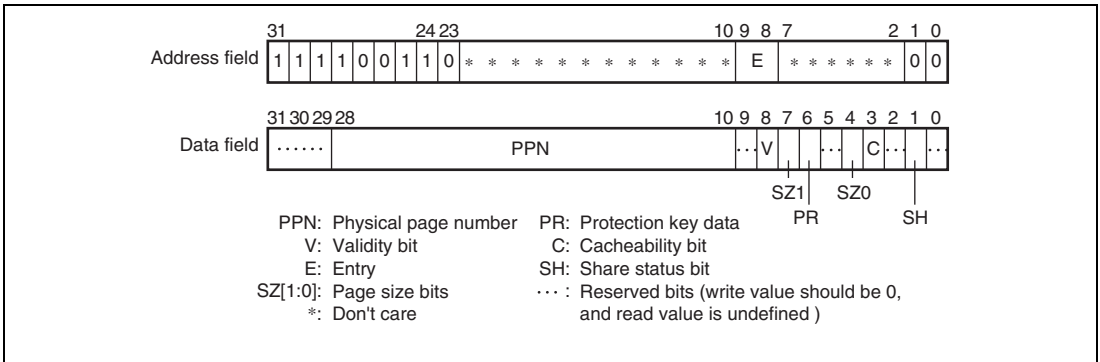 31 24 23 10 9 8 7 2 1 0
Address field 1 1 1 1 0 0 1 1 0 * * * * * * * * * * * * E * * * * * * 0 0
31 30 29 28 10 9 8 7 6 5 4 3 2 1 0
Data field ...... PPN ... V ... C ... ...
SZ1 SZ0
PR SH
PPN: Physical page number PR: Protection key data
V: Validity bit C: Cacheability bit
E: Entry SH: Share status bit
SZ[1:0]: Page size bits ... : Reserved bits (write value should be 0,
*: Don't care and read value is undefined )